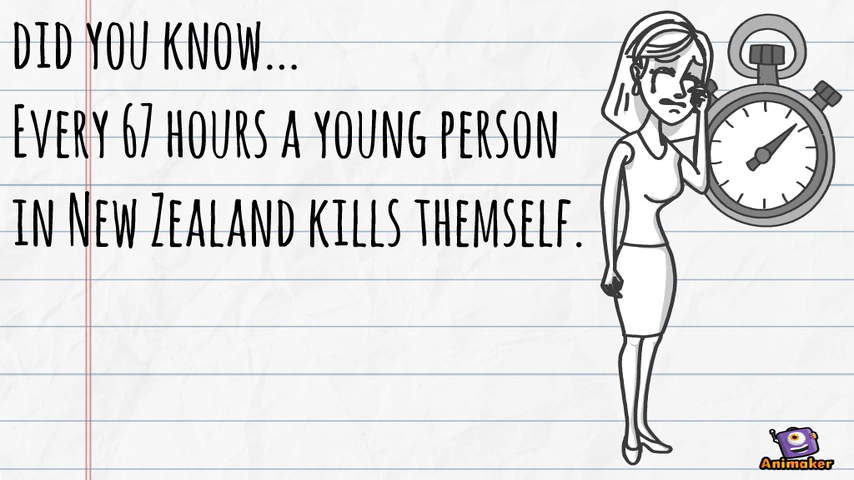 DID YOU KNOW...
EVERY 67 HOURS A YOUNG PERSON
IN NEW ZEALAND KILLS THEMSELF.
Animaker